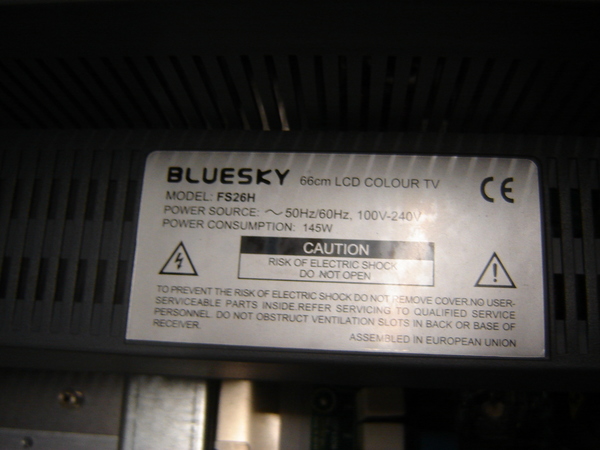 BLUESKY 66cm LCD COLOUR TV
MODEL: FS26H
POWER SOURCE: ～50Hz/60Hz, 100V-240V
POWER CONSUMPTION: 145W
CE
CAUTION
RISK OF ELECTRIC SHOCK
DO NOT OPEN
TO PREVENT THE RISK OF ELECTRIC SHOCK DO NOT REMOVE COVER.NO USER-
SERVICEABLE PARTS INSIDE.REFER SERVICING TO QUALIFIED SERVICE
PERSONNEL. DO NOT OBSTRUCT VENTILATION SLOTS IN BACK OR BASE OF
RECEIVER.
ASSEMBLED IN EUROPEAN UNION